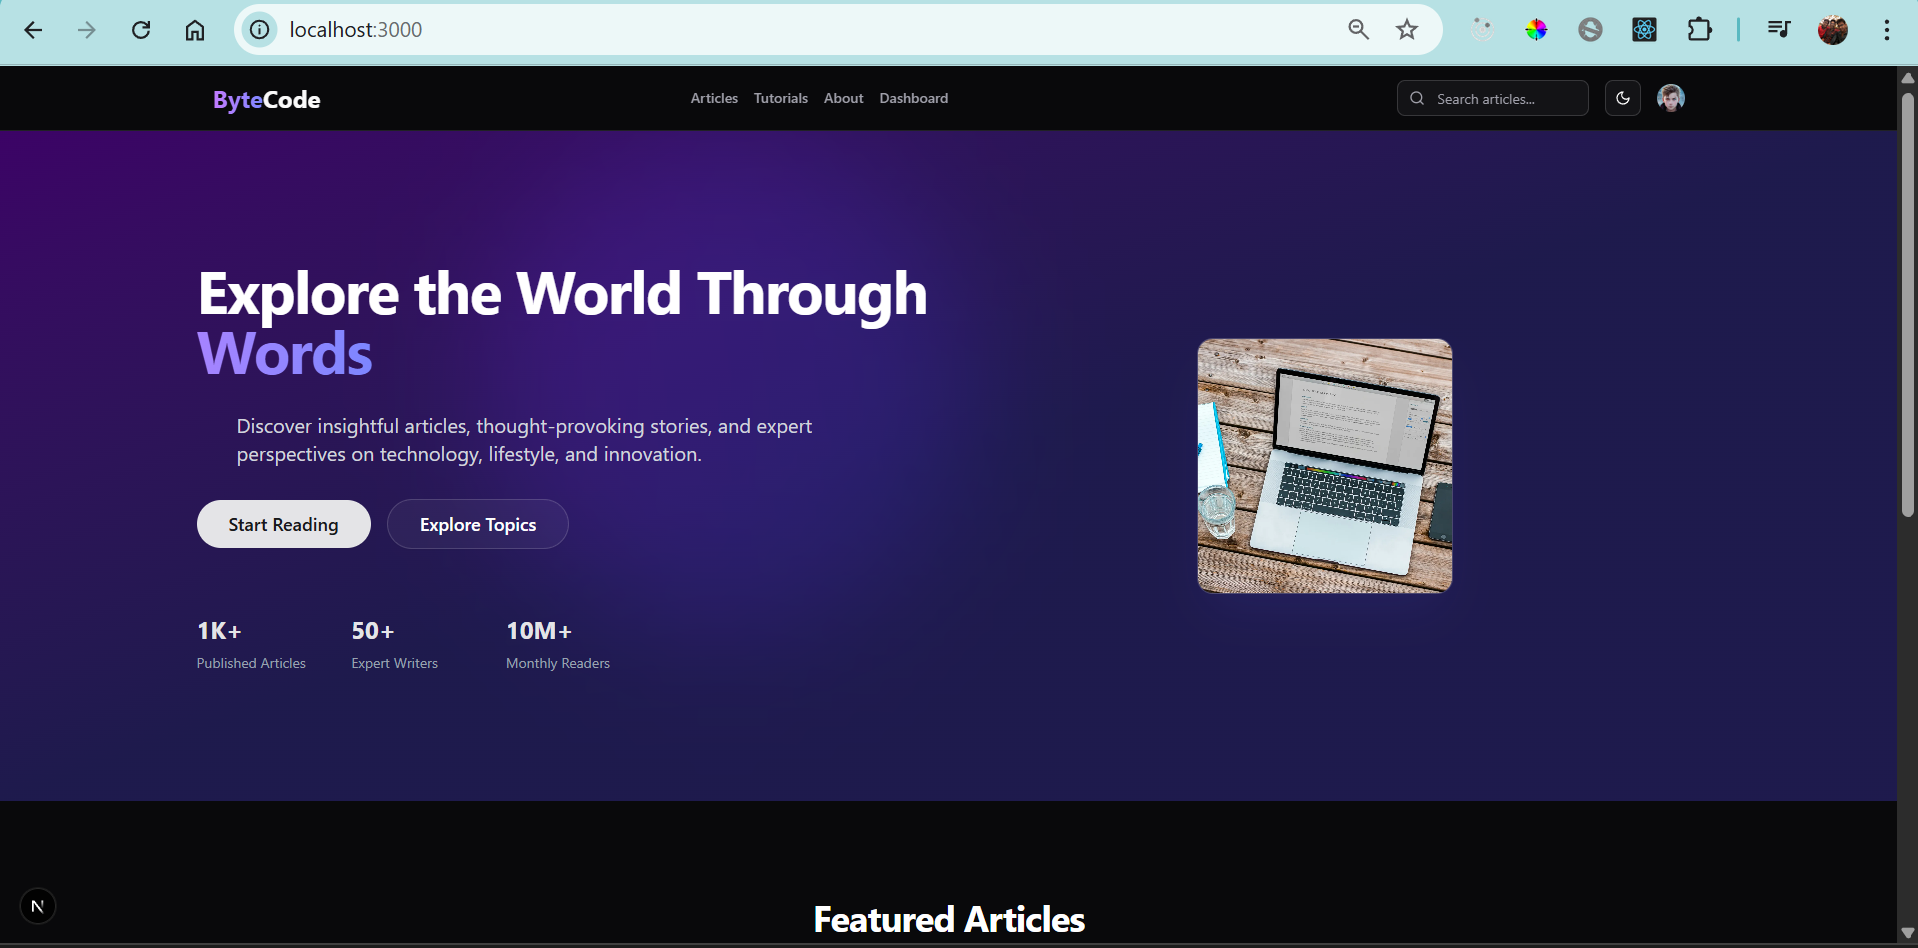 localhost:3000
ByteCode
Articles Tutorials About Dashboard
Search articles...
Explore the World Through
Words
Discover insightful articles, thought-provoking stories, and expert
perspectives on technology, lifestyle, and innovation.
Start Reading Explore Topics
1K+ 50+ 10M+
Published Articles Expert Writers Monthly Readers
N
Featured Articles